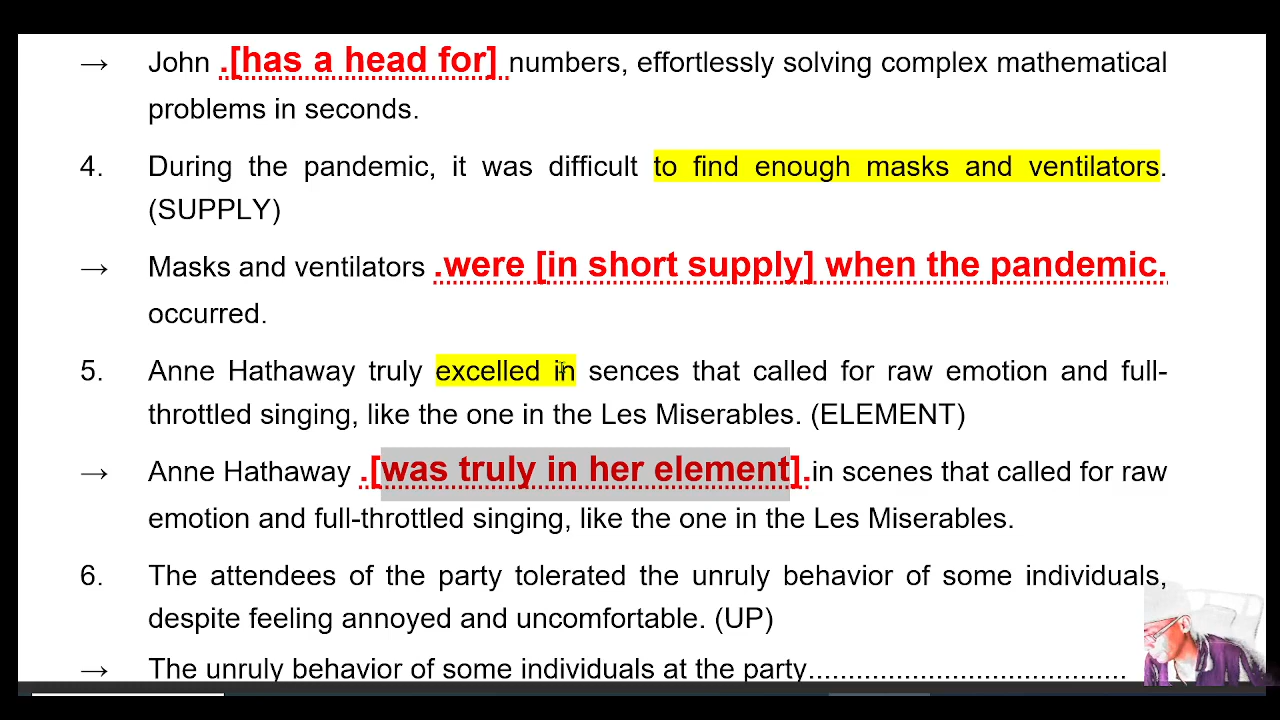 → John .[has a head for] numbers, effortlessly solving complex mathematical
problems in seconds.
4. During the pandemic, it was difficult to find enough masks and ventilators.
(SUPPLY)
→ Masks and ventilators .were [in short supply] when the pandemic.
occurred.
5. Anne Hathaway truly excelled in sences that called for raw emotion and full-
throttled singing, like the one in the Les Miserables. (ELEMENT)
→ Anne Hathaway .[was truly in her element].in scenes that called for raw
emotion and full-throttled singing, like the one in the Les Miserables.
6. The attendees of the party tolerated the unruly behavior of some individuals,
despite feeling annoyed and uncomfortable. (UP)
→ The unruly behavior of some individuals at the party........................................